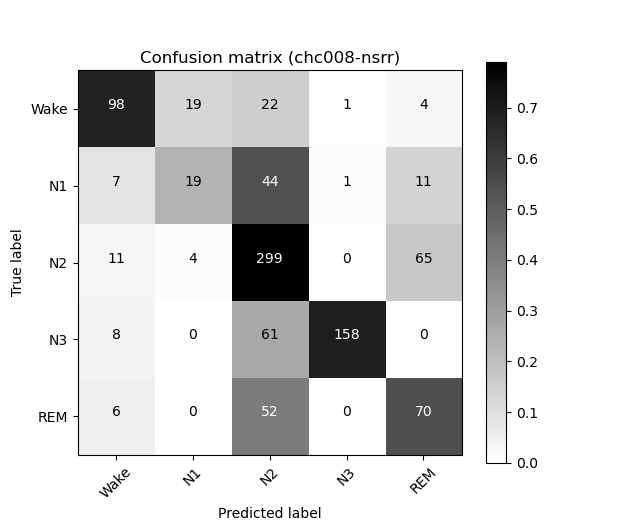 Confusion matrix (chc008-nsrr)
True label
Wake 98 19 22 1 4
N1 7 19 44 1 11
N2 11 4 299 0 65
N3 8 0 61 158 0
REM 6 0 52 0 70
Wake N1 N2 N3 REM
Predicted label
0.7
0.6
0.5
0.4
0.3
0.2
0.1
0.0